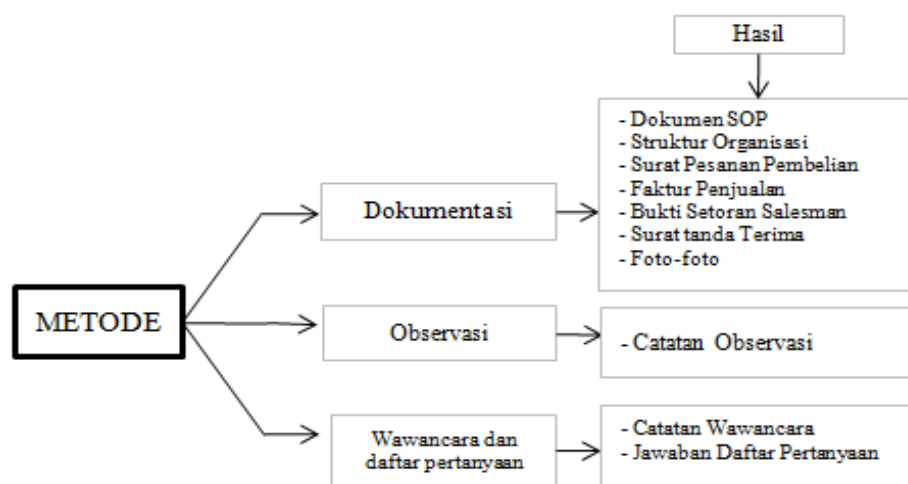 Hasil
- Dokumen SOP
- Struktur Organisasi
- Surat Pesanan Pembelian
- Faktur Penjualan
- Bukti Setoran Salesman
- Surat tanda Terima
- Foto-foto
Dokumentasi
METODE
Observasi
- Catatan Observasi
Wawancara dan
daftar pertanyaan
- Catatan Wawancara
- Jawaban Daftar Pertanyaan